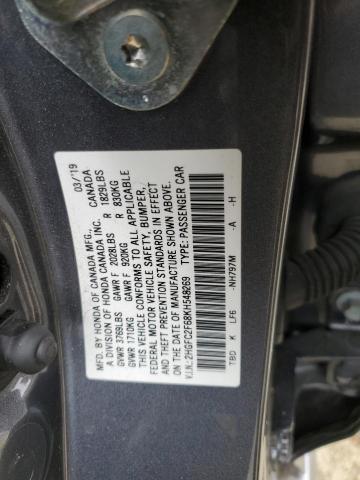 MFD. BY HONDA OF CANADA MFG., 03/'19
A DIVISION OF HONDA CANADA INC. CANADA
GVWR 3769LBS GAWR F 2028LBS R 1829LBS
GVWR 1710KG GAWR F 920KG R 830KG
THIS VEHICLE CONFORMS TO ALL APPLICABLE
FEDERAL MOTOR VEHICLE SAFETY, BUMPER,
AND THEFT PREVENTION STANDARDS IN EFFECT
ON THE DATE OF MANUFACTURE SHOWN ABOVE.
V.I.N.: 2HGFC2F68KH548269 TYPE: PASSENGER CAR
TBD K LF6 -NH797M -A -H